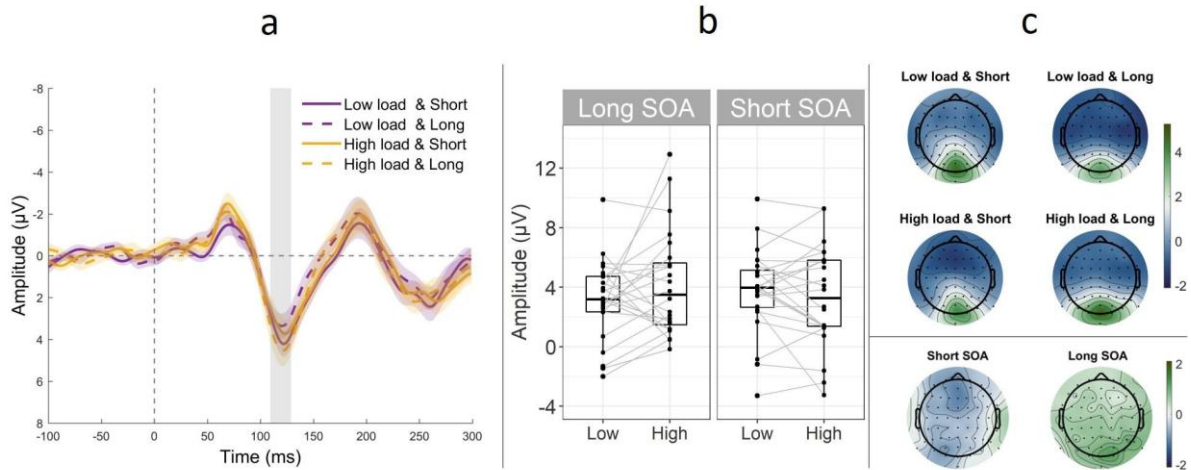 a
-8
-6
-4
-2
0
2
4
6
8
Amplitude (µV)
-100
-50
0
50
100
150
200
250
300
Time (ms)
Low load & Short
Low load & Long
High load & Short
High load & Long
b
Long SOA
Short SOA
12
8
4
0
-4
Amplitude (µV)
Low
High
Low
High
c
Low load & Short
Low load & Long
High load & Short
High load & Long
4
2
0
-2
Short SOA
Long SOA
2
0
-2